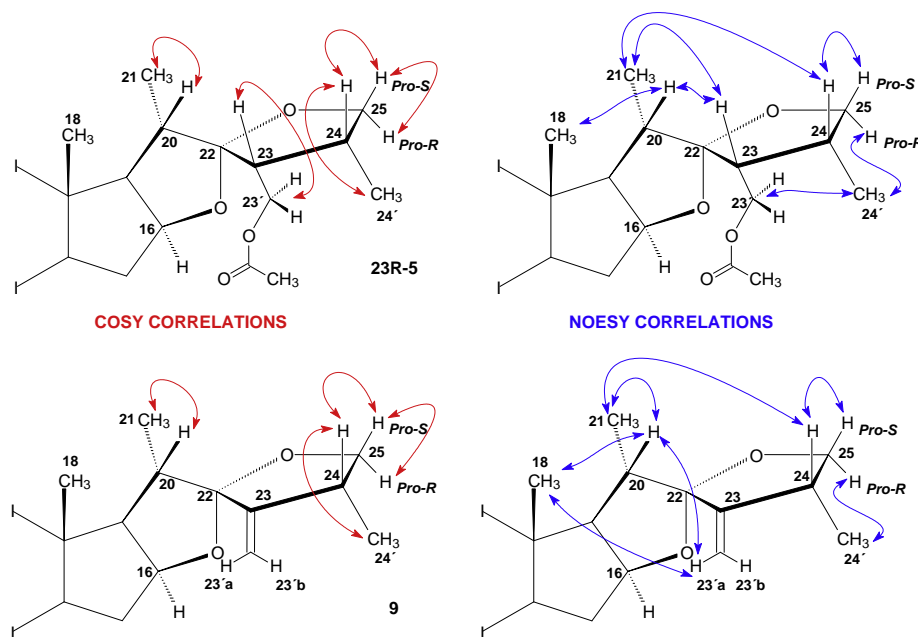 21 CH3 H H H Pro-S
18 H O 25
CH3 20 24 H Pro-R
22 23
H CH3
O 23´ H 24´
16 O
H O CH3 23R-5
21 CH3 H H H Pro-S
18 H O 25
CH3 20 24 H Pro-R
22 23
H CH3
O 23´ H 24´
16 O
H O CH3
COSY CORRELATIONS NOESY CORRELATIONS
21 CH3 H H H Pro-S
18 O 25
CH3 20 24 H Pro-R
22 23
CH3
O H H 24´
16 23´a 23´b
H 9
21 CH3 H H H Pro-S
18 O 25
CH3 20 24 H Pro-R
22 23
CH3
O H H 24´
16 23´a 23´b
H